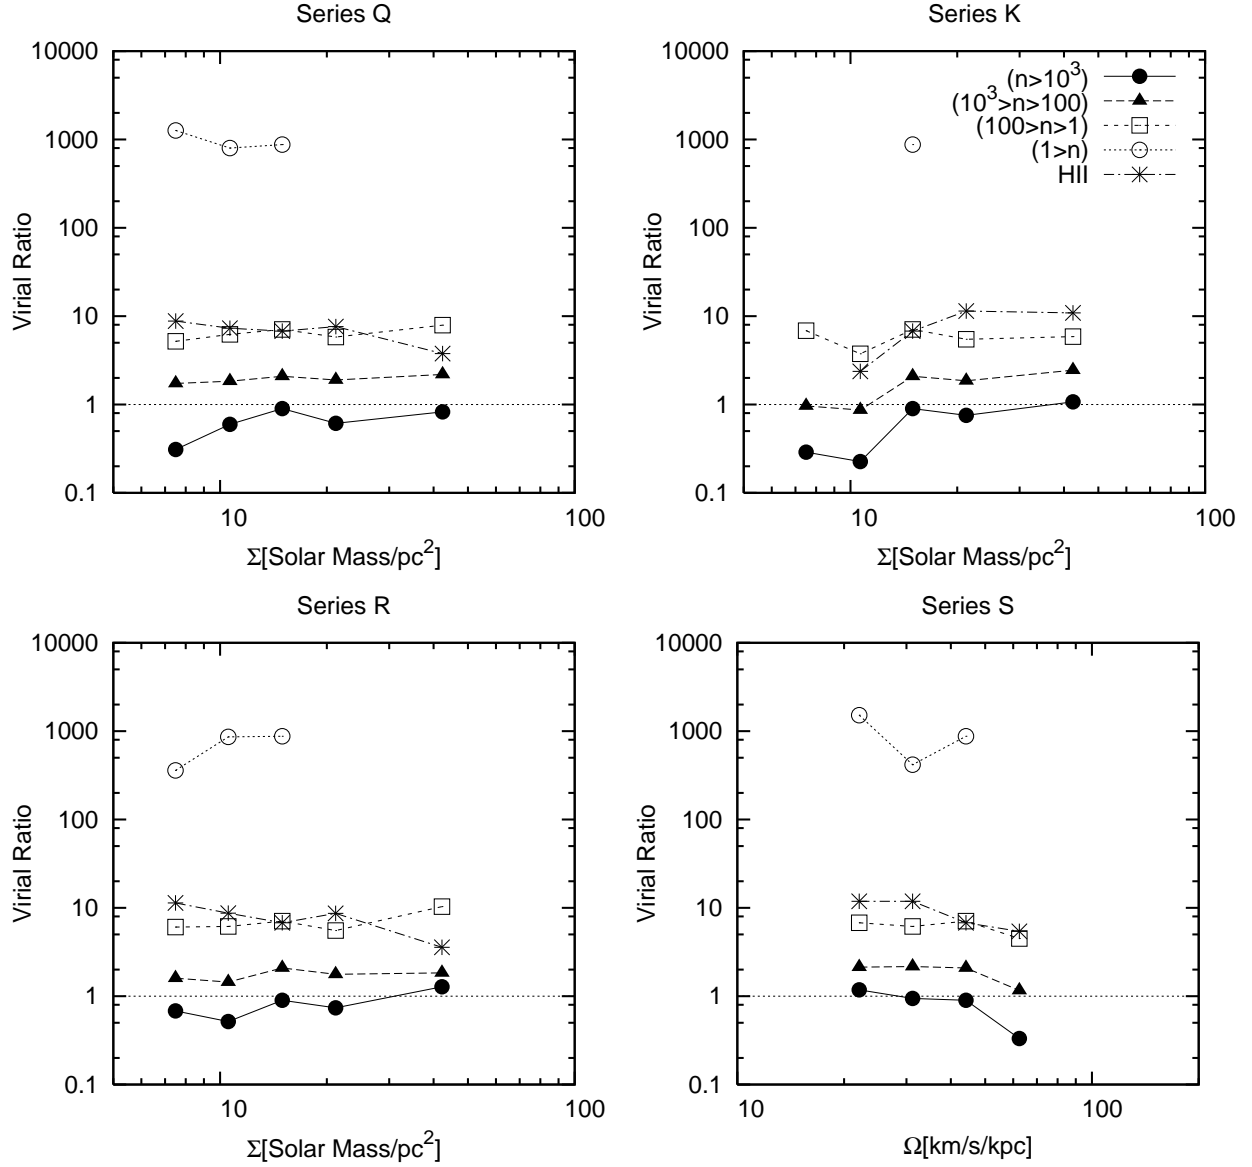 Series Q
10000
1000
100
10
1
0.1
10
100
Virial Ratio
Σ[Solar Mass/pc²]
Series K
10000
1000
100
10
1
0.1
10
100
Virial Ratio
Σ[Solar Mass/pc²]
(n>10³)
(10³>n>100)
(100>n>1)
(1>n)
HII
Series R
10000
1000
100
10
1
0.1
10
100
Virial Ratio
Σ[Solar Mass/pc²]
Series S
10000
1000
100
10
1
0.1
10
100
Virial Ratio
Ω[km/s/kpc]